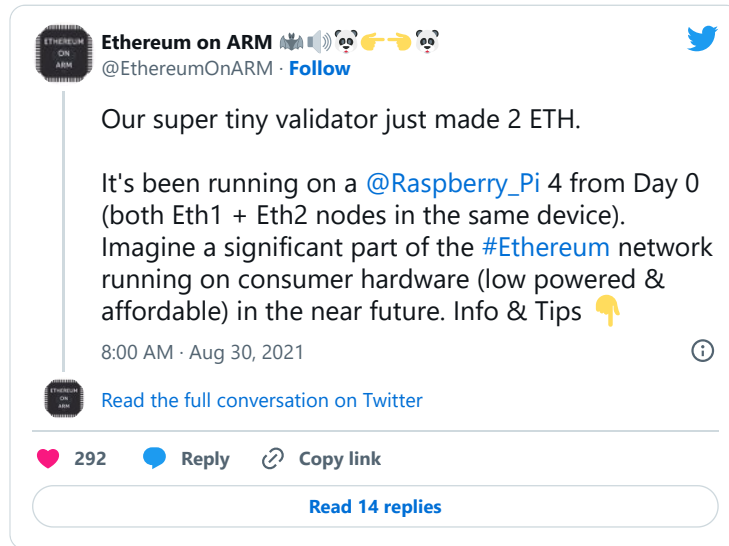 ETHEREUM
ON
ARM
Ethereum on ARM 🦇🔊🐼👉👈🐼
@EthereumOnARM · Follow
Our super tiny validator just made 2 ETH.
It's been running on a @Raspberry_Pi 4 from Day 0
(both Eth1 + Eth2 nodes in the same device).
Imagine a significant part of the #Ethereum network
running on consumer hardware (low powered &
affordable) in the near future. Info & Tips 👇
8:00 AM · Aug 30, 2021
ETHEREUM
ON
ARM
Read the full conversation on Twitter
292 Reply Copy link
Read 14 replies